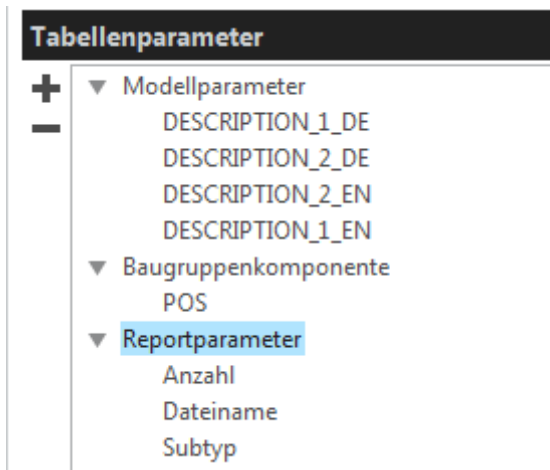 Tabellenparameter
Modellparameter
DESCRIPTION_1_DE
DESCRIPTION_2_DE
DESCRIPTION_2_EN
DESCRIPTION_1_EN
Baugruppenkomponente
POS
Reportparameter
Anzahl
Dateiname
Subtyp